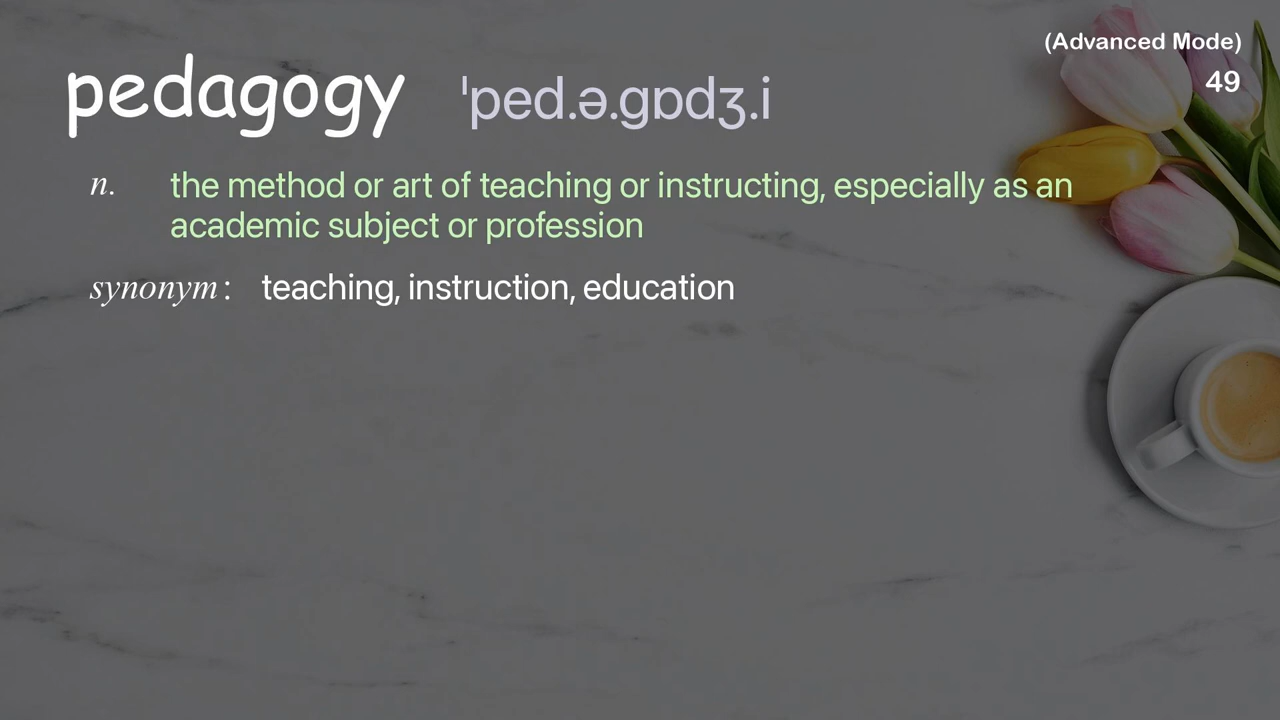 (Advanced Mode)
pedagogy ˈped.ə.gɒdʒ.i
49
n. the method or art of teaching or instructing, especially as an
academic subject or profession
synonym: teaching, instruction, education